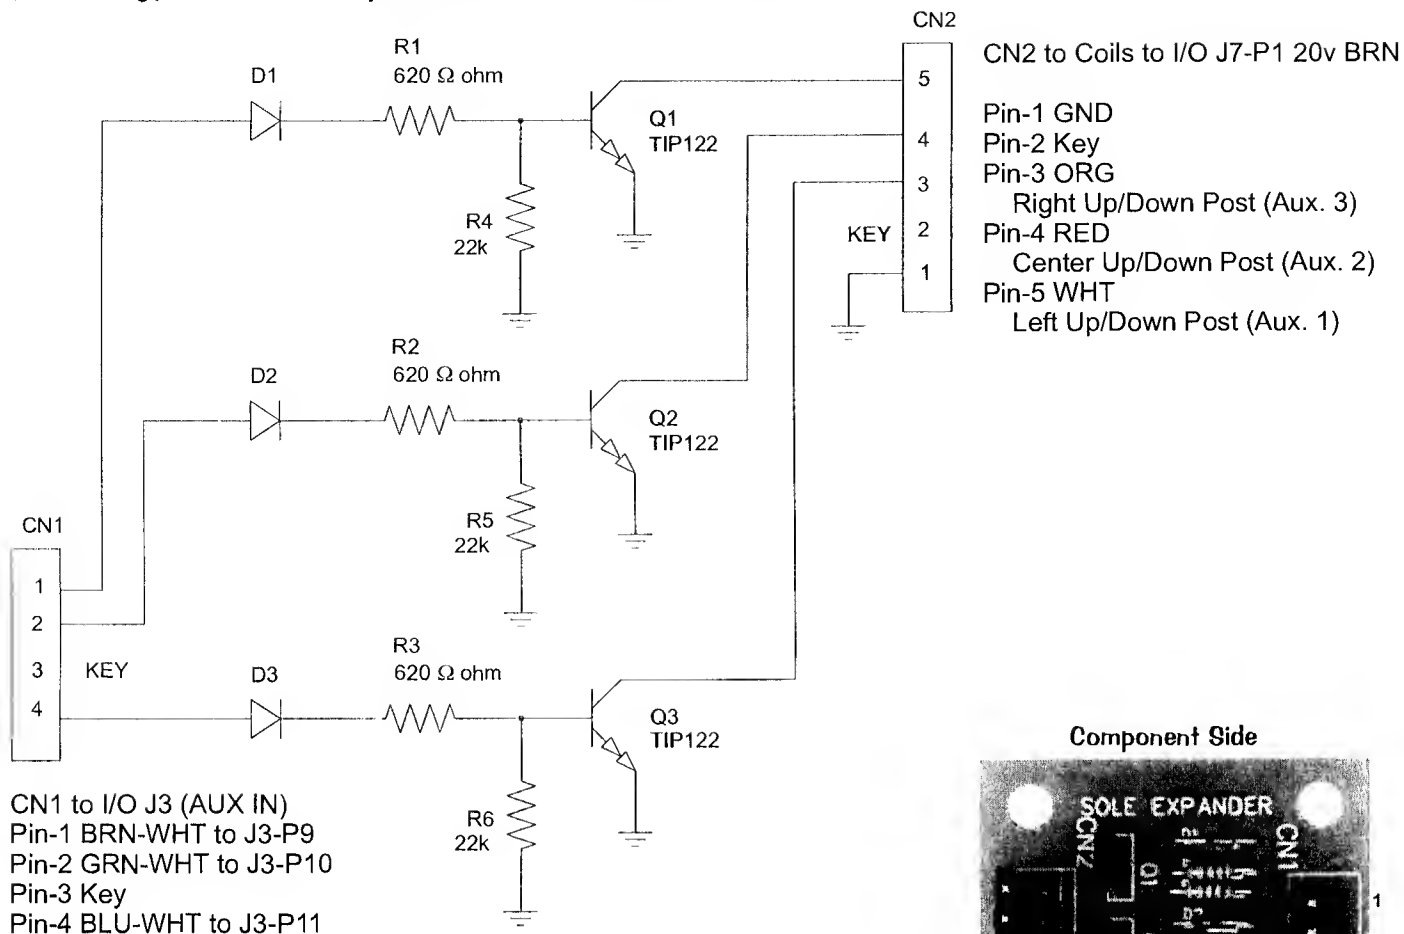 CN2
R1
620 Ω ohm
D1
Q1
TIP122
R4
22k
5
4
3
KEY 2
1
CN2 to Coils to I/O J7-P1 20v BRN
Pin-1 GND
Pin-2 Key
Pin-3 ORG
Right Up/Down Post (Aux. 3)
Pin-4 RED
Center Up/Down Post (Aux. 2)
Pin-5 WHT
Left Up/Down Post (Aux. 1)
R2
620 Ω ohm
D2
Q2
TIP122
R5
22k
CN1
1
2
3 KEY
4
R3
620 Ω ohm
D3
Q3
TIP122
R6
22k
CN1 to I/O J3 (AUX IN)
Pin-1 BRN-WHT to J3-P9
Pin-2 GRN-WHT to J3-P10
Pin-3 Key
Pin-4 BLU-WHT to J3-P11
Component Side
SOLE EXPANDER
CN2
Q1
CN1
1